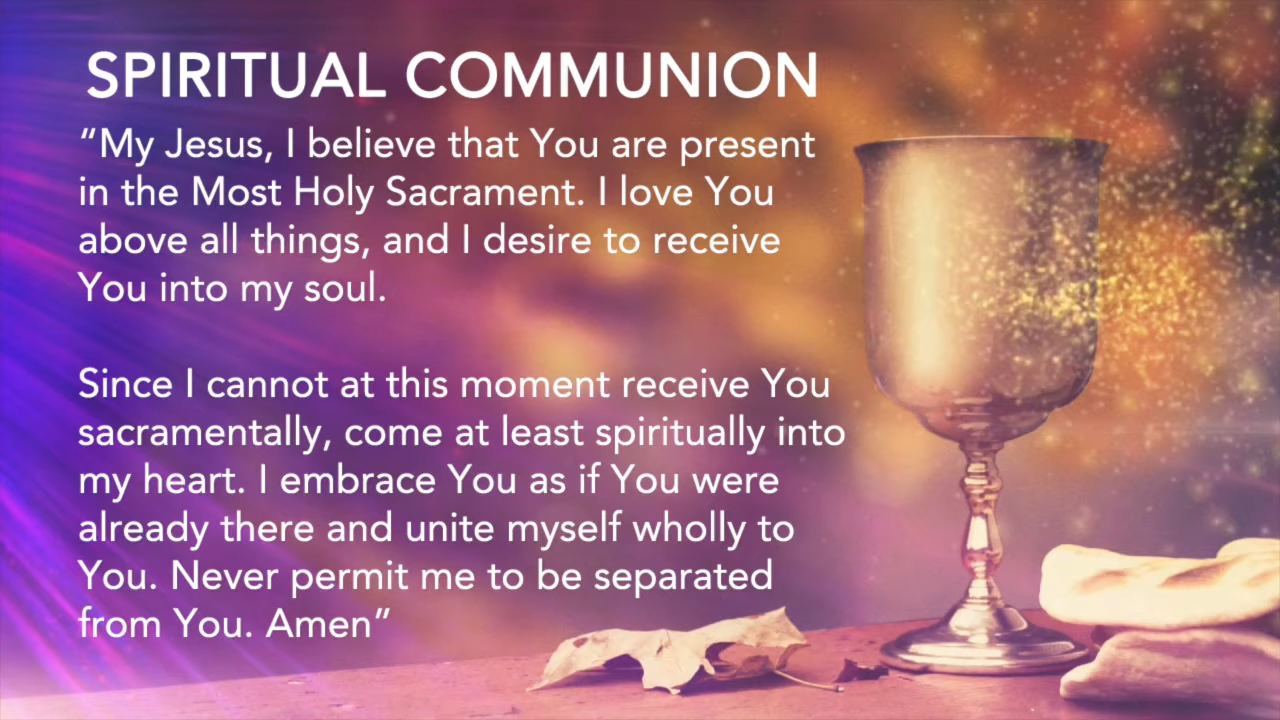 SPIRITUAL COMMUNION
“My Jesus, I believe that You are present
in the Most Holy Sacrament. I love You
above all things, and I desire to receive
You into my soul.
Since I cannot at this moment receive You
sacramentally, come at least spiritually into
my heart. I embrace You as if You were
already there and unite myself wholly to
You. Never permit me to be separated
from You. Amen”